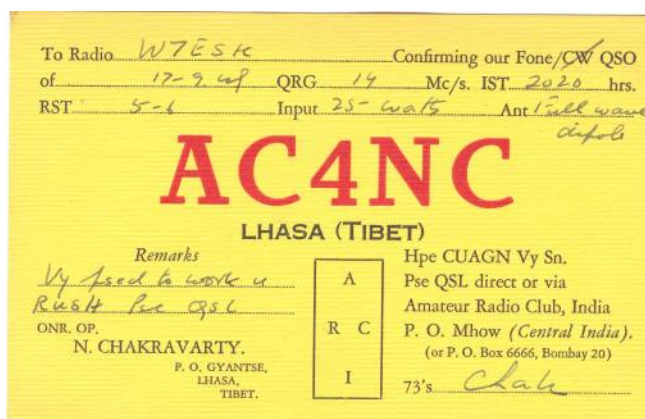 To Radio W7ESK Confirming our Fone/CW QSO
of 17-9- QRG 14 Mc/s. IST 2020 hrs.
RST 5-6 Input 25-watts Ant Full wave
dipole
AC4NC
LHASA (TIBET)
Remarks
Vy psed to work u
RUSH Pse QSL
ONR. OP.
N. CHAKRAVARTY.
P. O. GYANTSE,
LHASA,
TIBET.
A
R C
I
Hpe CUAGN Vy Sn.
Pse QSL direct or via
Amateur Radio Club, India
P. O. Mhow (Central India).
(or P. O. Box 6666, Bombay 20)
73's Chak